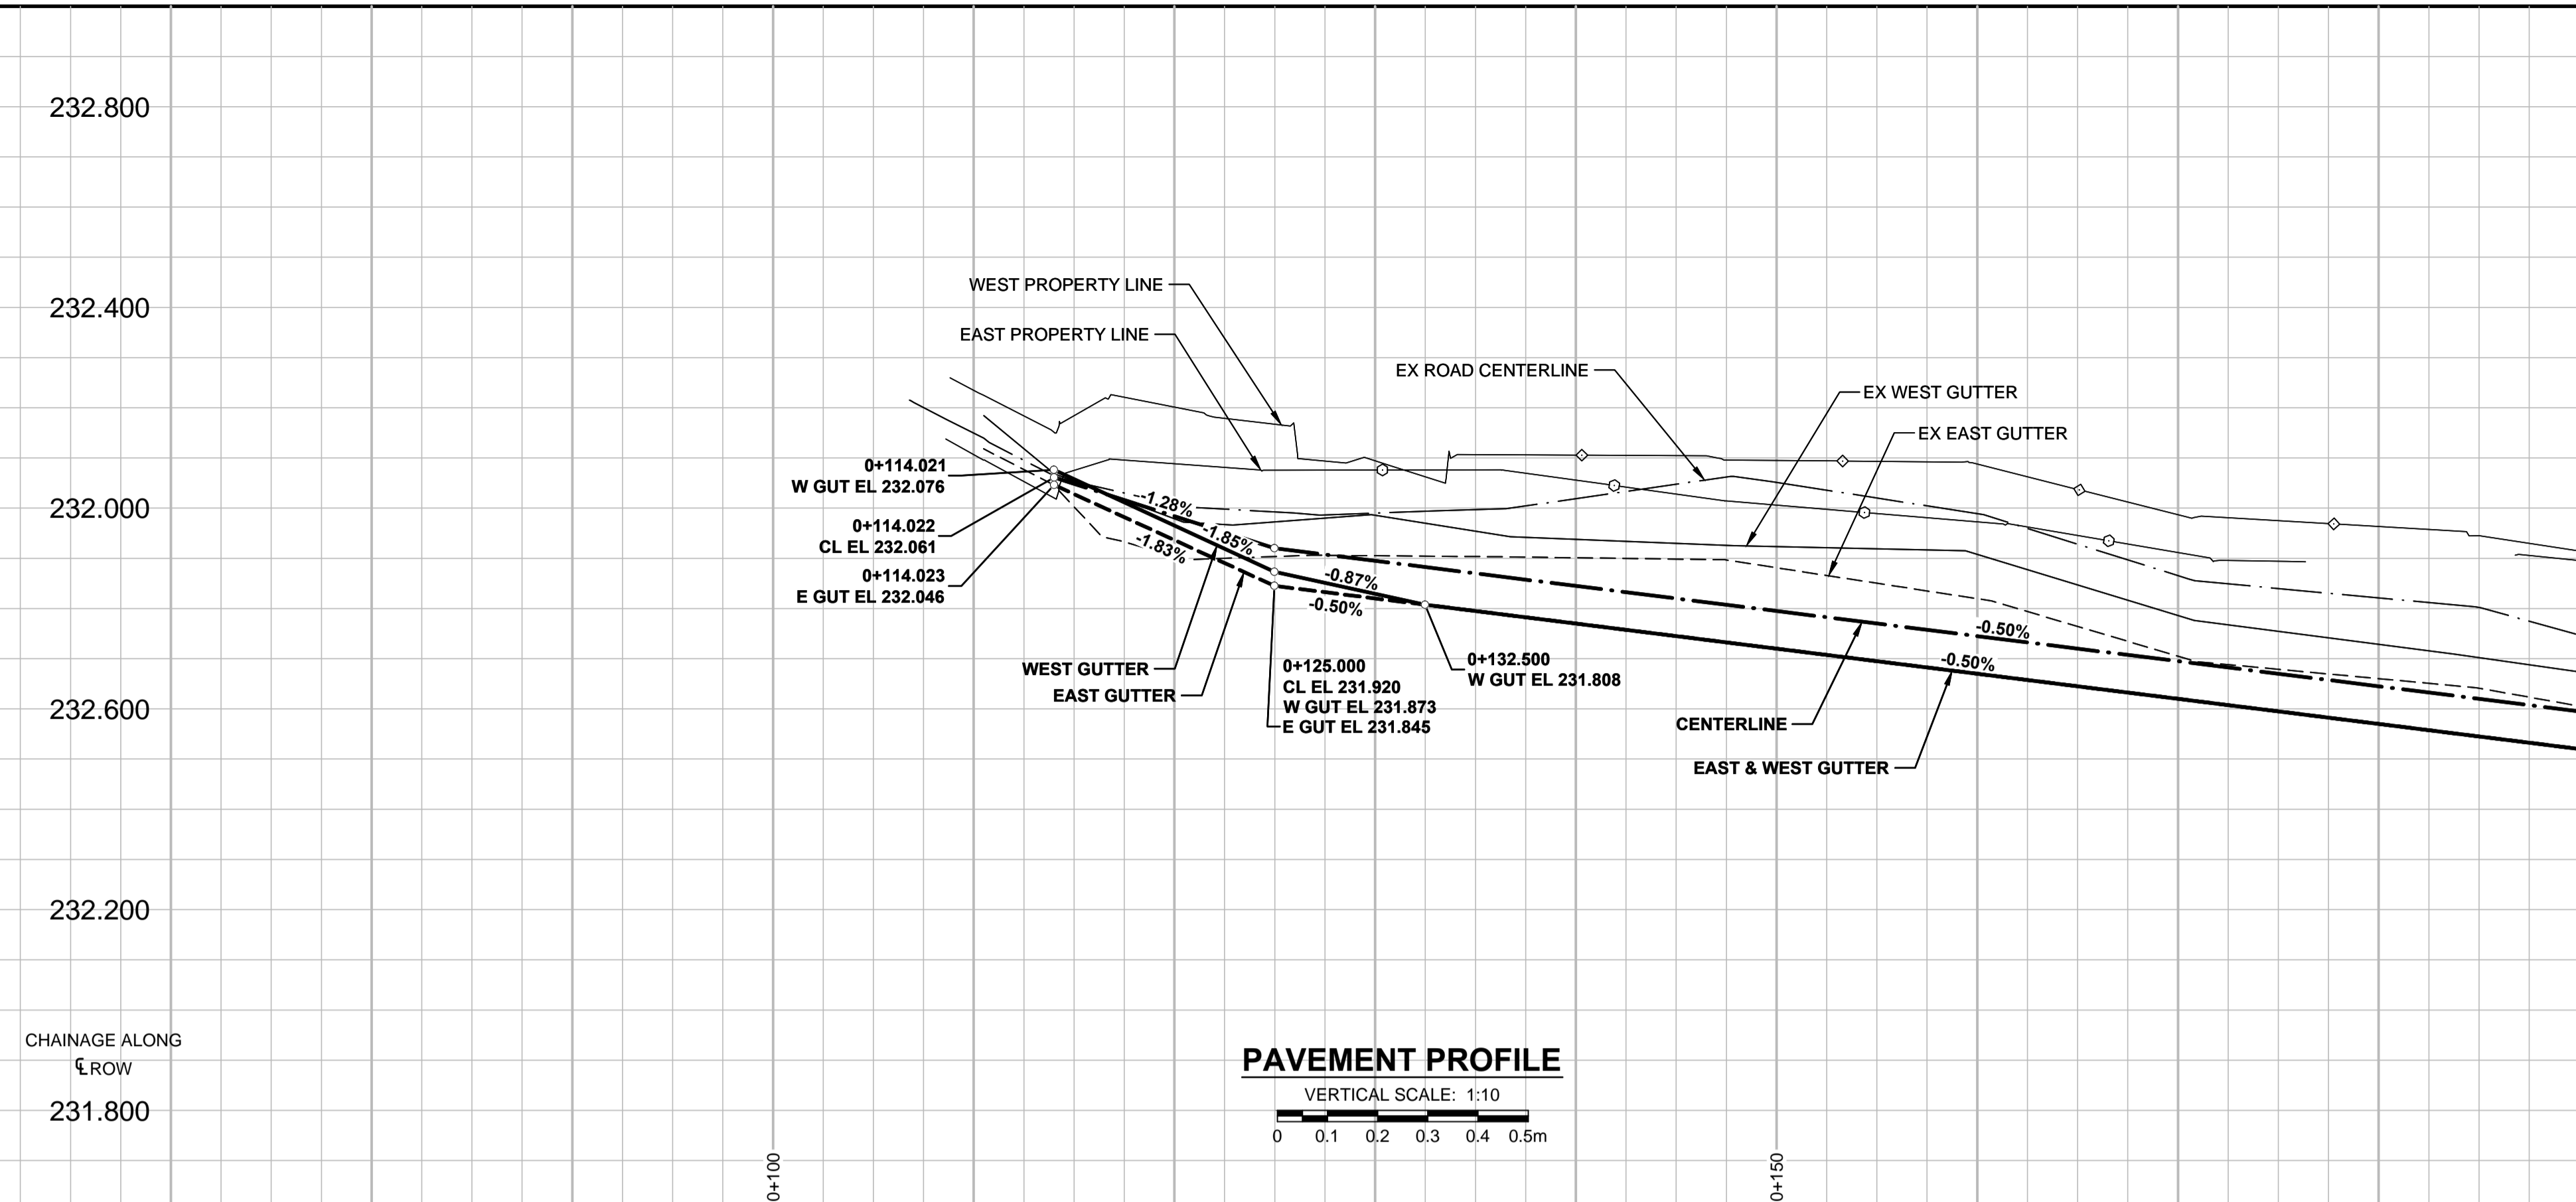 232.800
232.400
WEST PROPERTY LINE
EAST PROPERTY LINE
EX ROAD CENTERLINE
EX WEST GUTTER
EX EAST GUTTER
0+114.021
W GUT EL 232.076
232.000
-1.28%
-1.85%
-1.83%
0+114.022
CL EL 232.061
0+114.023
E GUT EL 232.046
-0.87%
-0.50%
-0.50%
-0.50%
WEST GUTTER
EAST GUTTER
0+125.000
CL EL 231.920
W GUT EL 231.873
E GUT EL 231.845
0+132.500
W GUT EL 231.808
232.600
CENTERLINE
EAST & WEST GUTTER
232.200
CHAINAGE ALONG
℄ ROW
231.800
PAVEMENT PROFILE
VERTICAL SCALE: 1:10
0 0.1 0.2 0.3 0.4 0.5m
0+100
0+150